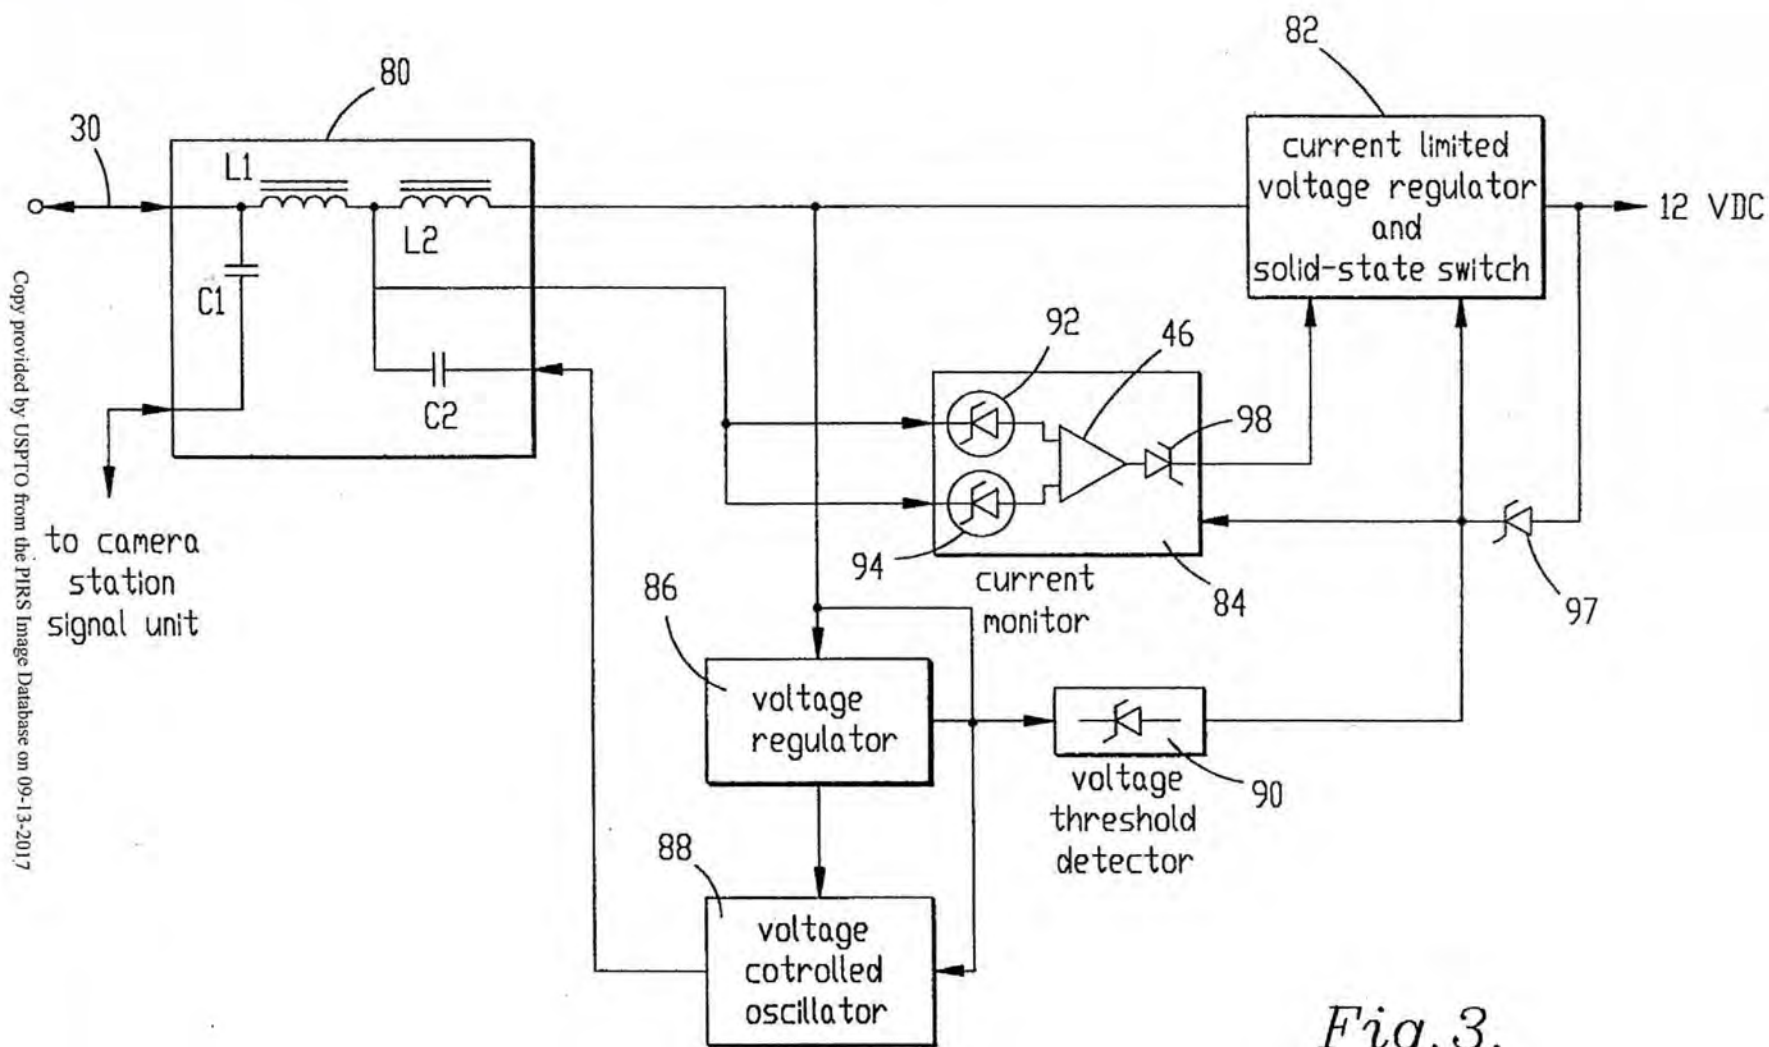 82
80
30
L1
L2
C1
C2
current limited
voltage regulator
and
solid-state switch
12 VDC
92
46
98
94
84
97
current
monitor
to camera
station
signal unit
86
voltage
regulator
90
voltage
threshold
detector
88
voltage
cotrolled
oscillator
Fig.3.
Copy provided by USPTO from the PIRS Image Database on 09-13-2017